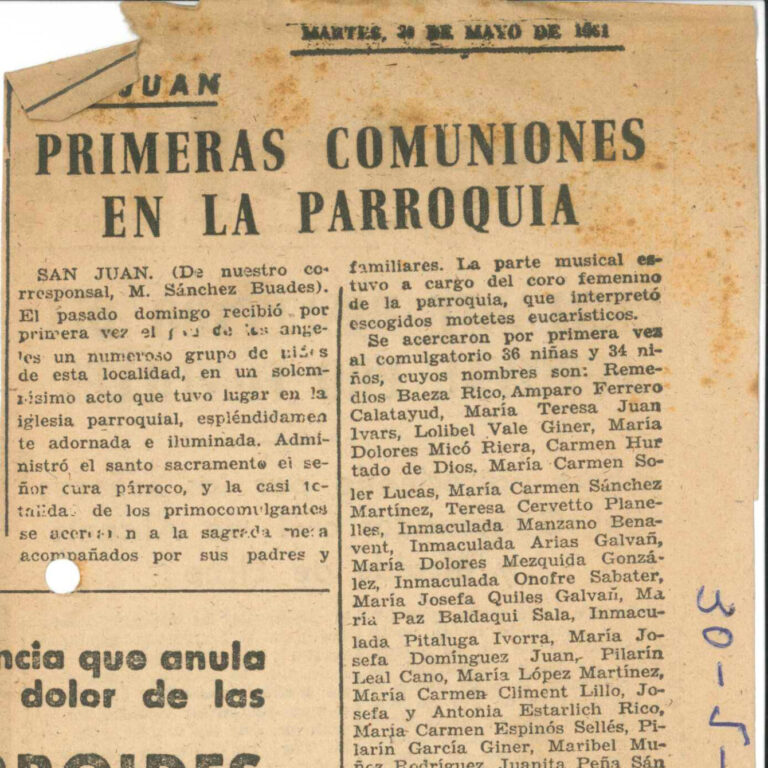 MARTES, 30 DE MAYO DE 1961
JUAN
PRIMERAS COMUNIONES
EN LA PARROQUIA
SAN JUAN. (De nuestro co-
rresponsal, M. Sánchez Buades).
El pasado domingo recibió por
primera vez el pan de los ange-
les un numeroso grupo de niños
de esta localidad, en un solem-
nísimo acto que tuvo lugar en la
iglesia parroquial, espléndidamen
te adornada e iluminada. Admi-
nistró el santo sacramento el se-
ñor cura párroco, y la casi to-
talidad de los primocomulgantes
se acercaron a la sagrada mesa
acompañados por sus padres y
familiares. La parte musical es-
tuvo a cargo del coro femenino
de la parroquia, que interpretó
escogidos motetes eucarísticos.
Se acercaron por primera vez
al comulgatorio 36 niñas y 34 ni-
ños, cuyos nombres son: Reme-
dios Baeza Rico, Amparo Ferrero
Calatayud, María Teresa Juan
Ivars, Lolibel Vale Giner, María
Dolores Micó Riera, Carmen Hur
tado de Dios. María Carmen So-
ler Lucas, María Carmen Sánchez
Martínez, Teresa Cervetto Plane-
lles, Inmaculada Manzano Bena-
vent, Inmaculada Arias Galvañ,
María Dolores Mezquida Gonzá-
lez, Inmaculada Onofre Sabater,
María Josefa Quiles Galvañ, Ma
ría Paz Baldaqui Sala, Inmacu-
lada Pitaluga Ivorra, María Jo-
sefa Domínguez Juan, Pilarín
Leal Cano, María López Martínez,
María Carmen Climent Lillo, Jo-
sefa y Antonia Estarlich Rico,
María Carmen Espinós Sellés, Pi-
larín García Giner, Maribel Mu-
ñoz Rodríguez, Juanita Peña Sán
ncia que anula
dolor de las
30-5-